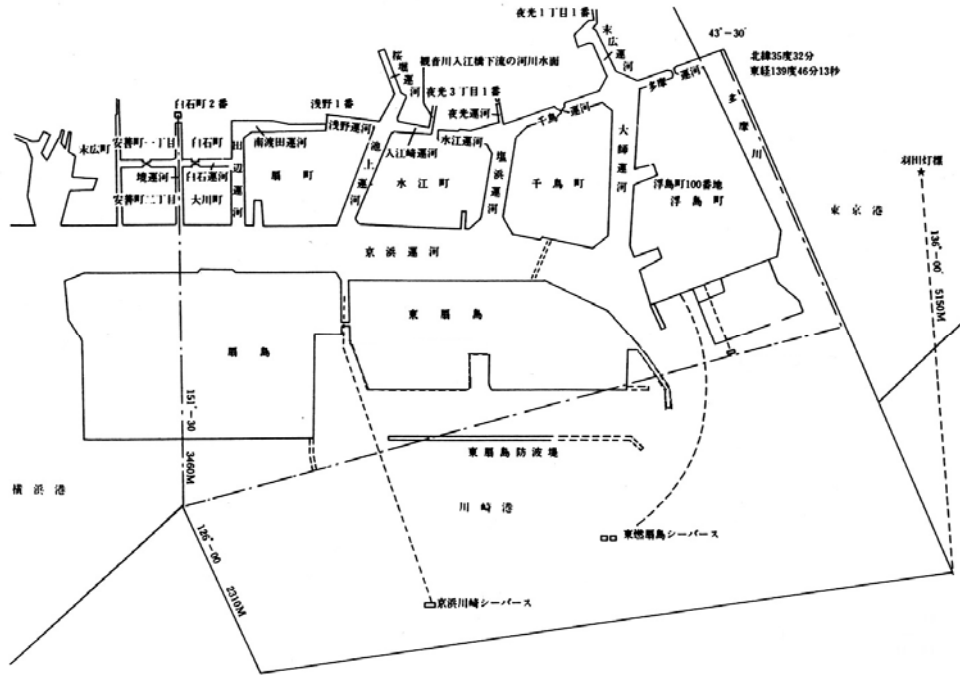 夜光1丁目1番
末広運河
43°-30′
北緯35度32分
東経139度46分13秒
桜堀運河
観音川入江橋下流の河川水面
多摩運河
多摩川
白石町2番
浅野1番
夜光3丁目1番
夜光運河
千鳥運河
大師運河
末広町
安善町一丁目
白石町
田辺運河
南渡田運河
浅野運河
池上運河
入江崎運河
水江運河
塩浜運河
羽田灯標
境運河
白石運河
扇町
水江町
千鳥町
浮島町100番地
浮島町
安善町二丁目
大川町
東京港
京浜運河
136°-00′ 5150M
東扇島
扇島
151°-30′ 3460M
東扇島防波堤
横浜港
川崎港
126°-00′ 2310M
東燃扇島シーバース
京浜川崎シーバース